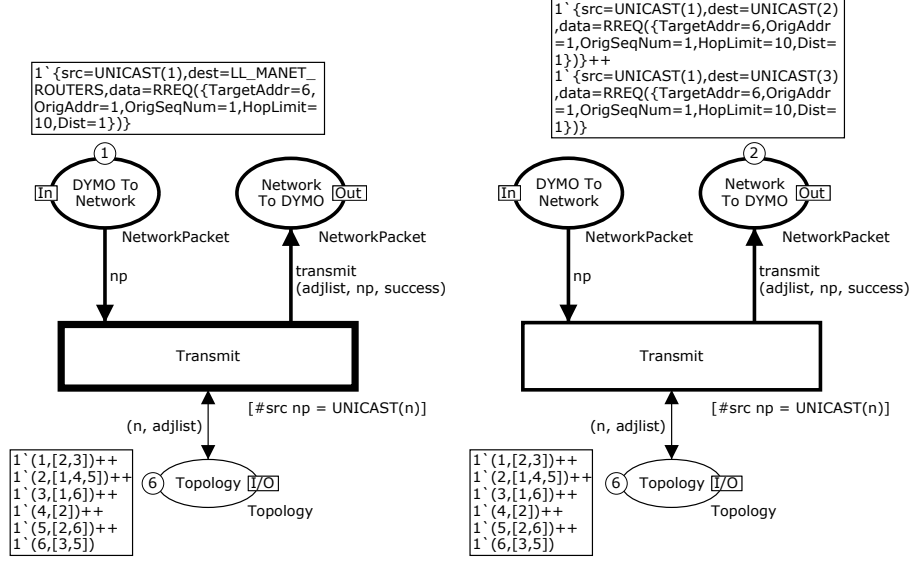 1`{src=UNICAST(1),dest=LL_MANET_
ROUTERS,data=RREQ({TargetAddr=6,
OrigAddr=1,OrigSeqNum=1,HopLimit=
10,Dist=1})}
1
DYMO To
Network
In
NetworkPacket
Network
To DYMO
Out
NetworkPacket
np
transmit
(adjlist, np, success)
Transmit
[#src np = UNICAST(n)]
(n, adjlist)
1`(1,[2,3])++
1`(2,[1,4,5])++
1`(3,[1,6])++
1`(4,[2])++
1`(5,[2,6])++
1`(6,[3,5])
6
Topology
I/O
Topology
1`{src=UNICAST(1),dest=UNICAST(2)
,data=RREQ({TargetAddr=6,OrigAddr
=1,OrigSeqNum=1,HopLimit=10,Dist=
1})}++
1`{src=UNICAST(1),dest=UNICAST(3)
,data=RREQ({TargetAddr=6,OrigAddr
=1,OrigSeqNum=1,HopLimit=10,Dist=
1})}
DYMO To
Network
In
NetworkPacket
2
Network
To DYMO
Out
NetworkPacket
np
transmit
(adjlist, np, success)
Transmit
[#src np = UNICAST(n)]
(n, adjlist)
1`(1,[2,3])++
1`(2,[1,4,5])++
1`(3,[1,6])++
1`(4,[2])++
1`(5,[2,6])++
1`(6,[3,5])
6
Topology
I/O
Topology